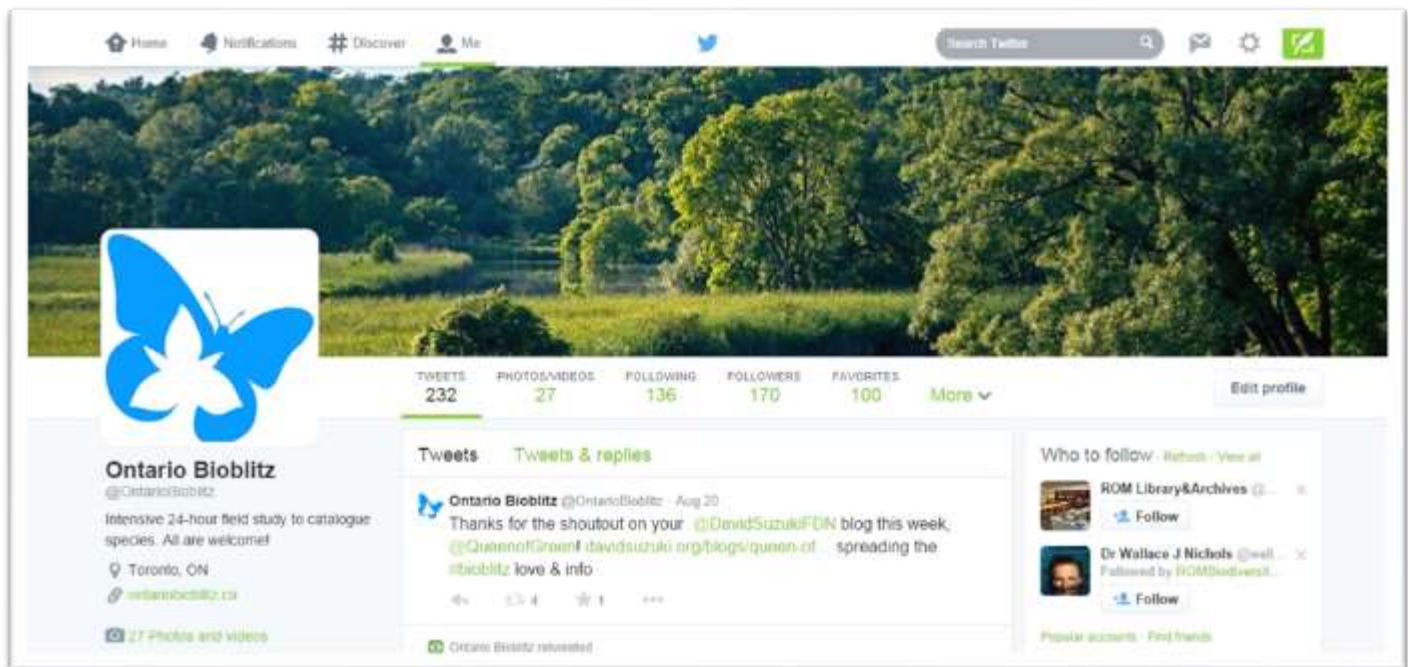 Home Notifications # Discover Me Search Twitter
TWEETS PHOTOS/VIDEOS FOLLOWING FOLLOWERS FAVORITES
232 27 136 170 100 More Edit profile
Ontario Bioblitz
@OntarioBioblitz
Intensive 24-hour field study to catalogue
species. All are welcome!
Toronto, ON
ontariobioblitz.ca
27 Photos and videos
Tweets Tweets & replies
Ontario Bioblitz @OntarioBioblitz · Aug 20
Thanks for the shoutout on your @DavidSuzukiFDN blog this week,
@QueenofGreen! davidsuzuki.org/blogs/queen-of... spreading the
#bioblitz love & info
4 1
Ontario Bioblitz retweeted
Who to follow · Refresh · View all
ROM Library&Archives @...
Follow
Dr Wallace J Nichols @wall...
Followed by ROMBiodiversit...
Follow
Popular accounts · Find friends